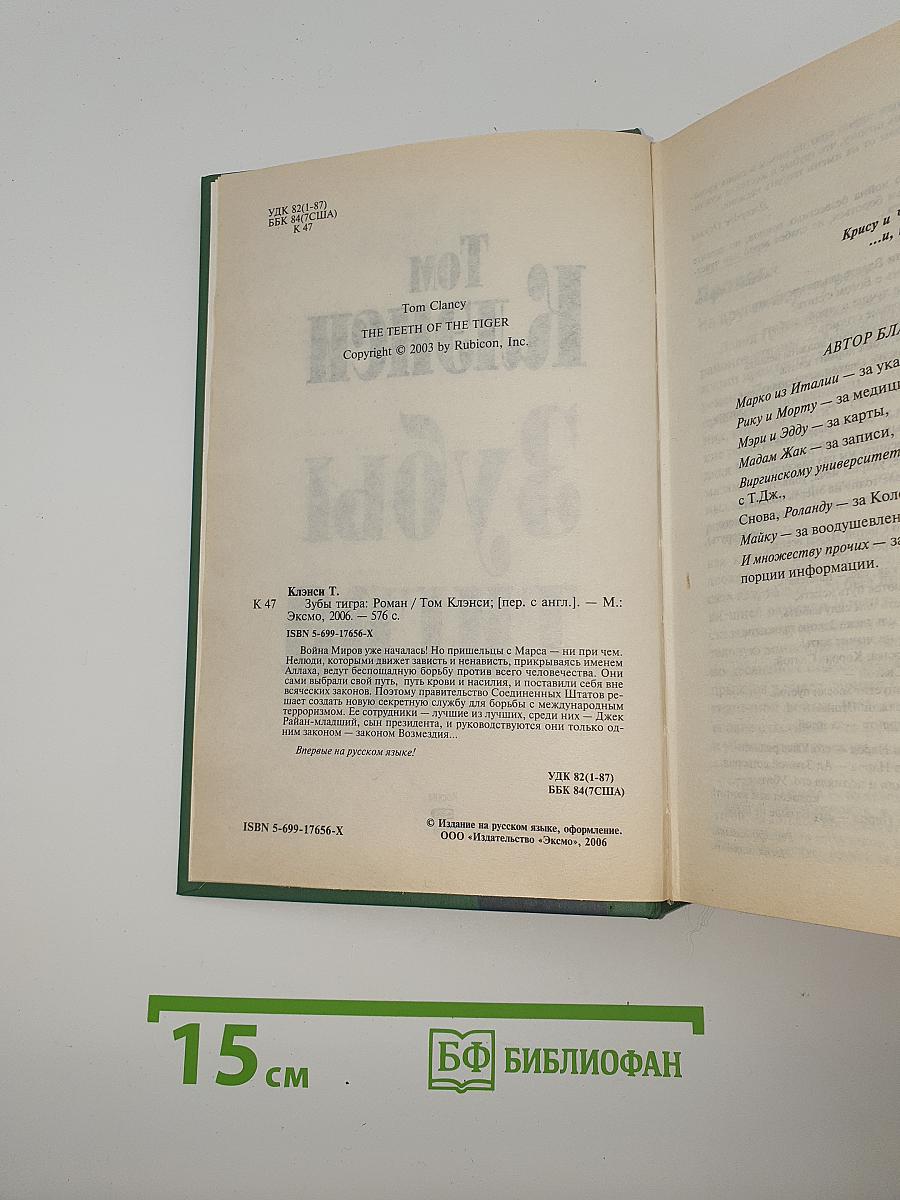 УДК 82(1-87)
ББК 84(7США)
К 47
Tom Clancy
THE TEETH OF THE TIGER
Copyright © 2003 by Rubicon, Inc.
Клэнси Т.
К 47 Зубы тигра: Роман / Том Клэнси; [пер. с англ.]. — М.:
Эксмо, 2006. — 576 с.
ISBN 5-699-17656-X
Война Миров уже началась! Но пришельцы с Марса — ни при чем.
Нелюди, которыми движет зависть и ненависть, прикрываясь именем
Аллаха, ведут беспощадную борьбу против всего человечества. Они
сами выбрали свой путь, путь крови и насилия, и поставили себя вне
всяческих законов. Поэтому правительство Соединенных Штатов ре-
шает создать новую секретную службу для борьбы с международным
терроризмом. Ее сотрудники — лучшие из лучших, среди них — Джек
Райан-младший, сын президента, и руководствуются они только од-
ним законом — законом Возмездия...
Впервые на русском языке!
УДК 82(1-87)
ББК 84(7США)
ISBN 5-699-17656-X
© Издание на русском языке, оформление.
ООО «Издательство «Эксмо», 2006
Крису и
...и,
АВТОР БЛА
Марко из Италии — за ука
Рику и Морту — за медици
Мэри и Эдду — за карты,
Мадам Жак — за записи,
Виргинскому университет
с Т.Дж.,
Снова, Роланду — за Кол
Майку — за воодушевлен
И множеству прочих — за
порции информации.
15 см
БФ БИБЛИОФАН